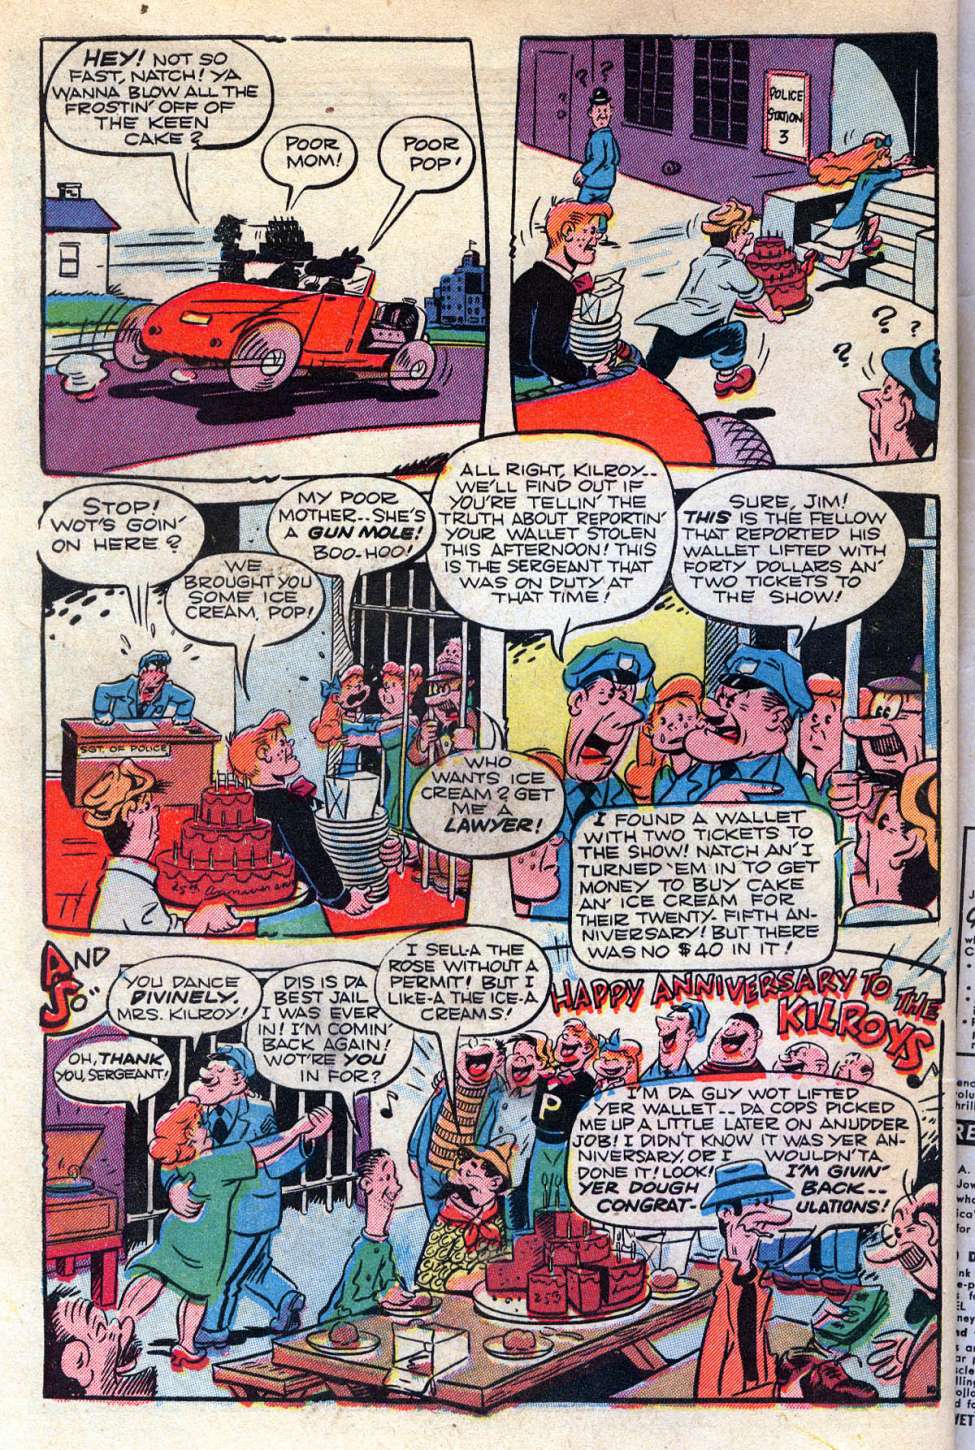 HEY! NOT SO
FAST, NATCH! YA
WANNA BLOW ALL THE
FROSTIN' OFF OF
THE KEEN
CAKE?
POOR
MOM!
POOR
POP!
POLICE
STATION
3
?
?
?
?
?
STOP!
WOT'S GOIN'
ON HERE?
WE
BROUGHT YOU
SOME ICE
CREAM, POP!
MY POOR
MOTHER--SHE'S
A GUN MOLE!
BOO-HOO!
SGT. OF POLICE
25th Anniversary
WHO
WANTS ICE
CREAM? GET
ME A
LAWYER!
ALL RIGHT, KILROY--
WE'LL FIND OUT IF
YOU'RE TELLIN' THE
TRUTH ABOUT REPORTIN'
YOUR WALLET STOLEN
THIS AFTERNOON! THIS
IS THE SERGEANT THAT
WAS ON DUTY AT
THAT TIME!
SURE, JIM!
THIS IS THE FELLOW
THAT REPORTED HIS
WALLET LIFTED WITH
FORTY DOLLARS AN'
TWO TICKETS TO
THE SHOW!
I FOUND A WALLET
WITH TWO TICKETS TO
THE SHOW! NATCH AN' I
TURNED 'EM IN TO GET
MONEY TO BUY CAKE
AN' ICE CREAM FOR
THEIR TWENTY-FIFTH AN-
NIVERSARY! BUT THERE
WAS NO $40 IN IT!
AND
SO"
YOU DANCE
DIVINELY,
MRS. KILROY!
OH, THANK
YOU, SERGEANT!
DIS IS DA
BEST JAIL
I WAS EVER
IN! I'M COMIN'
BACK AGAIN!
WOT'RE YOU
IN FOR?
I SELL-A THE
ROSE WITHOUT A
PERMIT! BUT I
LIKE-A THE ICE-A
CREAMS!
HAPPY ANNIVERSARY TO THE
KILROYS
P
I'M DA GUY WOT LIFTED
YER WALLET-- DA COPS PICKED
ME UP A LITTLE LATER ON ANUDDER
JOB! I DIDN'T KNOW IT WAS YER AN-
NIVERSARY, OR I WOULDN'TA
DONE IT! LOOK! I'M GIVIN'
YER DOUGH BACK--
CONGRAT- ULATIONS!
25
10